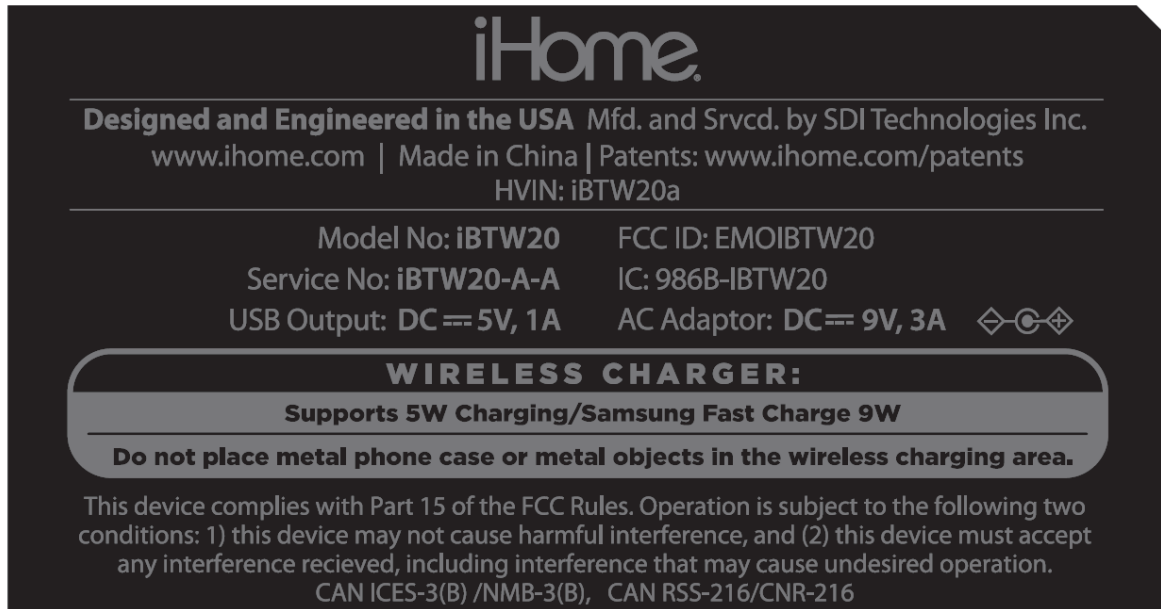 iHome®
Designed and Engineered in the USA Mfd. and Srvcd. by SDI Technologies Inc.
www.ihome.com | Made in China | Patents: www.ihome.com/patents
HVIN: iBTW20a
Model No: iBTW20 FCC ID: EMOIBTW20
Service No: iBTW20-A-A IC: 986B-IBTW20
USB Output: DC⎓5V, 1A AC Adaptor: DC⎓ 9V, 3A
WIRELESS CHARGER:
Supports 5W Charging/Samsung Fast Charge 9W
Do not place metal phone case or metal objects in the wireless charging area.
This device complies with Part 15 of the FCC Rules. Operation is subject to the following two
conditions: 1) this device may not cause harmful interference, and (2) this device must accept
any interference recieved, including interference that may cause undesired operation.
CAN ICES-3(B) /NMB-3(B), CAN RSS-216/CNR-216